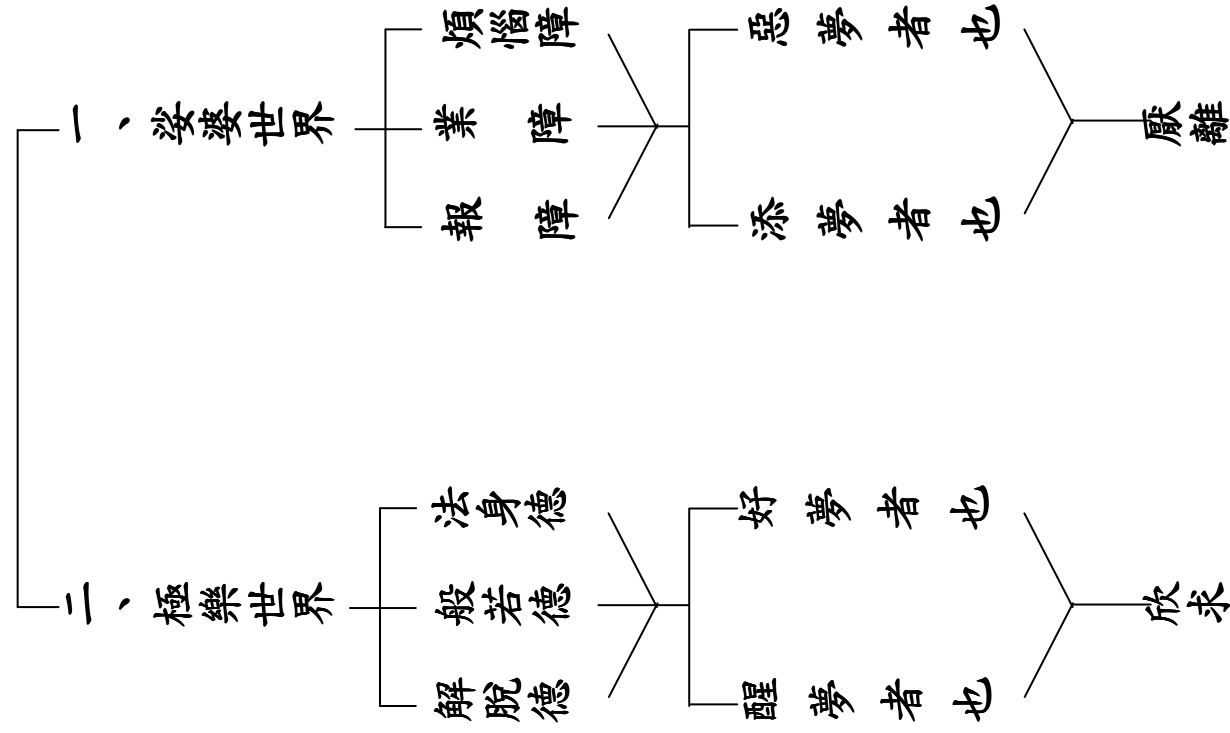 一、娑婆世界
煩惱障
業障
報障
惡夢者也
添夢者也
厭離
二、極樂世界
法身德
般若德
解脫德
好夢者也
醒夢者也
欣求